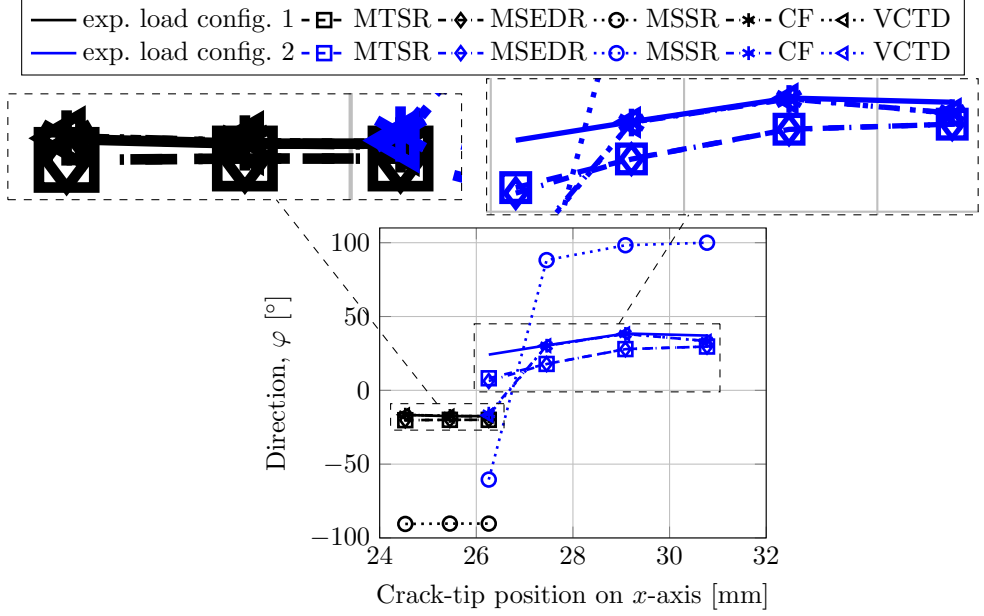 exp. load config. 1 MTSR MSEDR MSSR CF VCTD
exp. load config. 2 MTSR MSEDR MSSR CF VCTD
100
50
0
−50
−100
24 26 28 30 32
Direction, φ [°]
Crack-tip position on x-axis [mm]